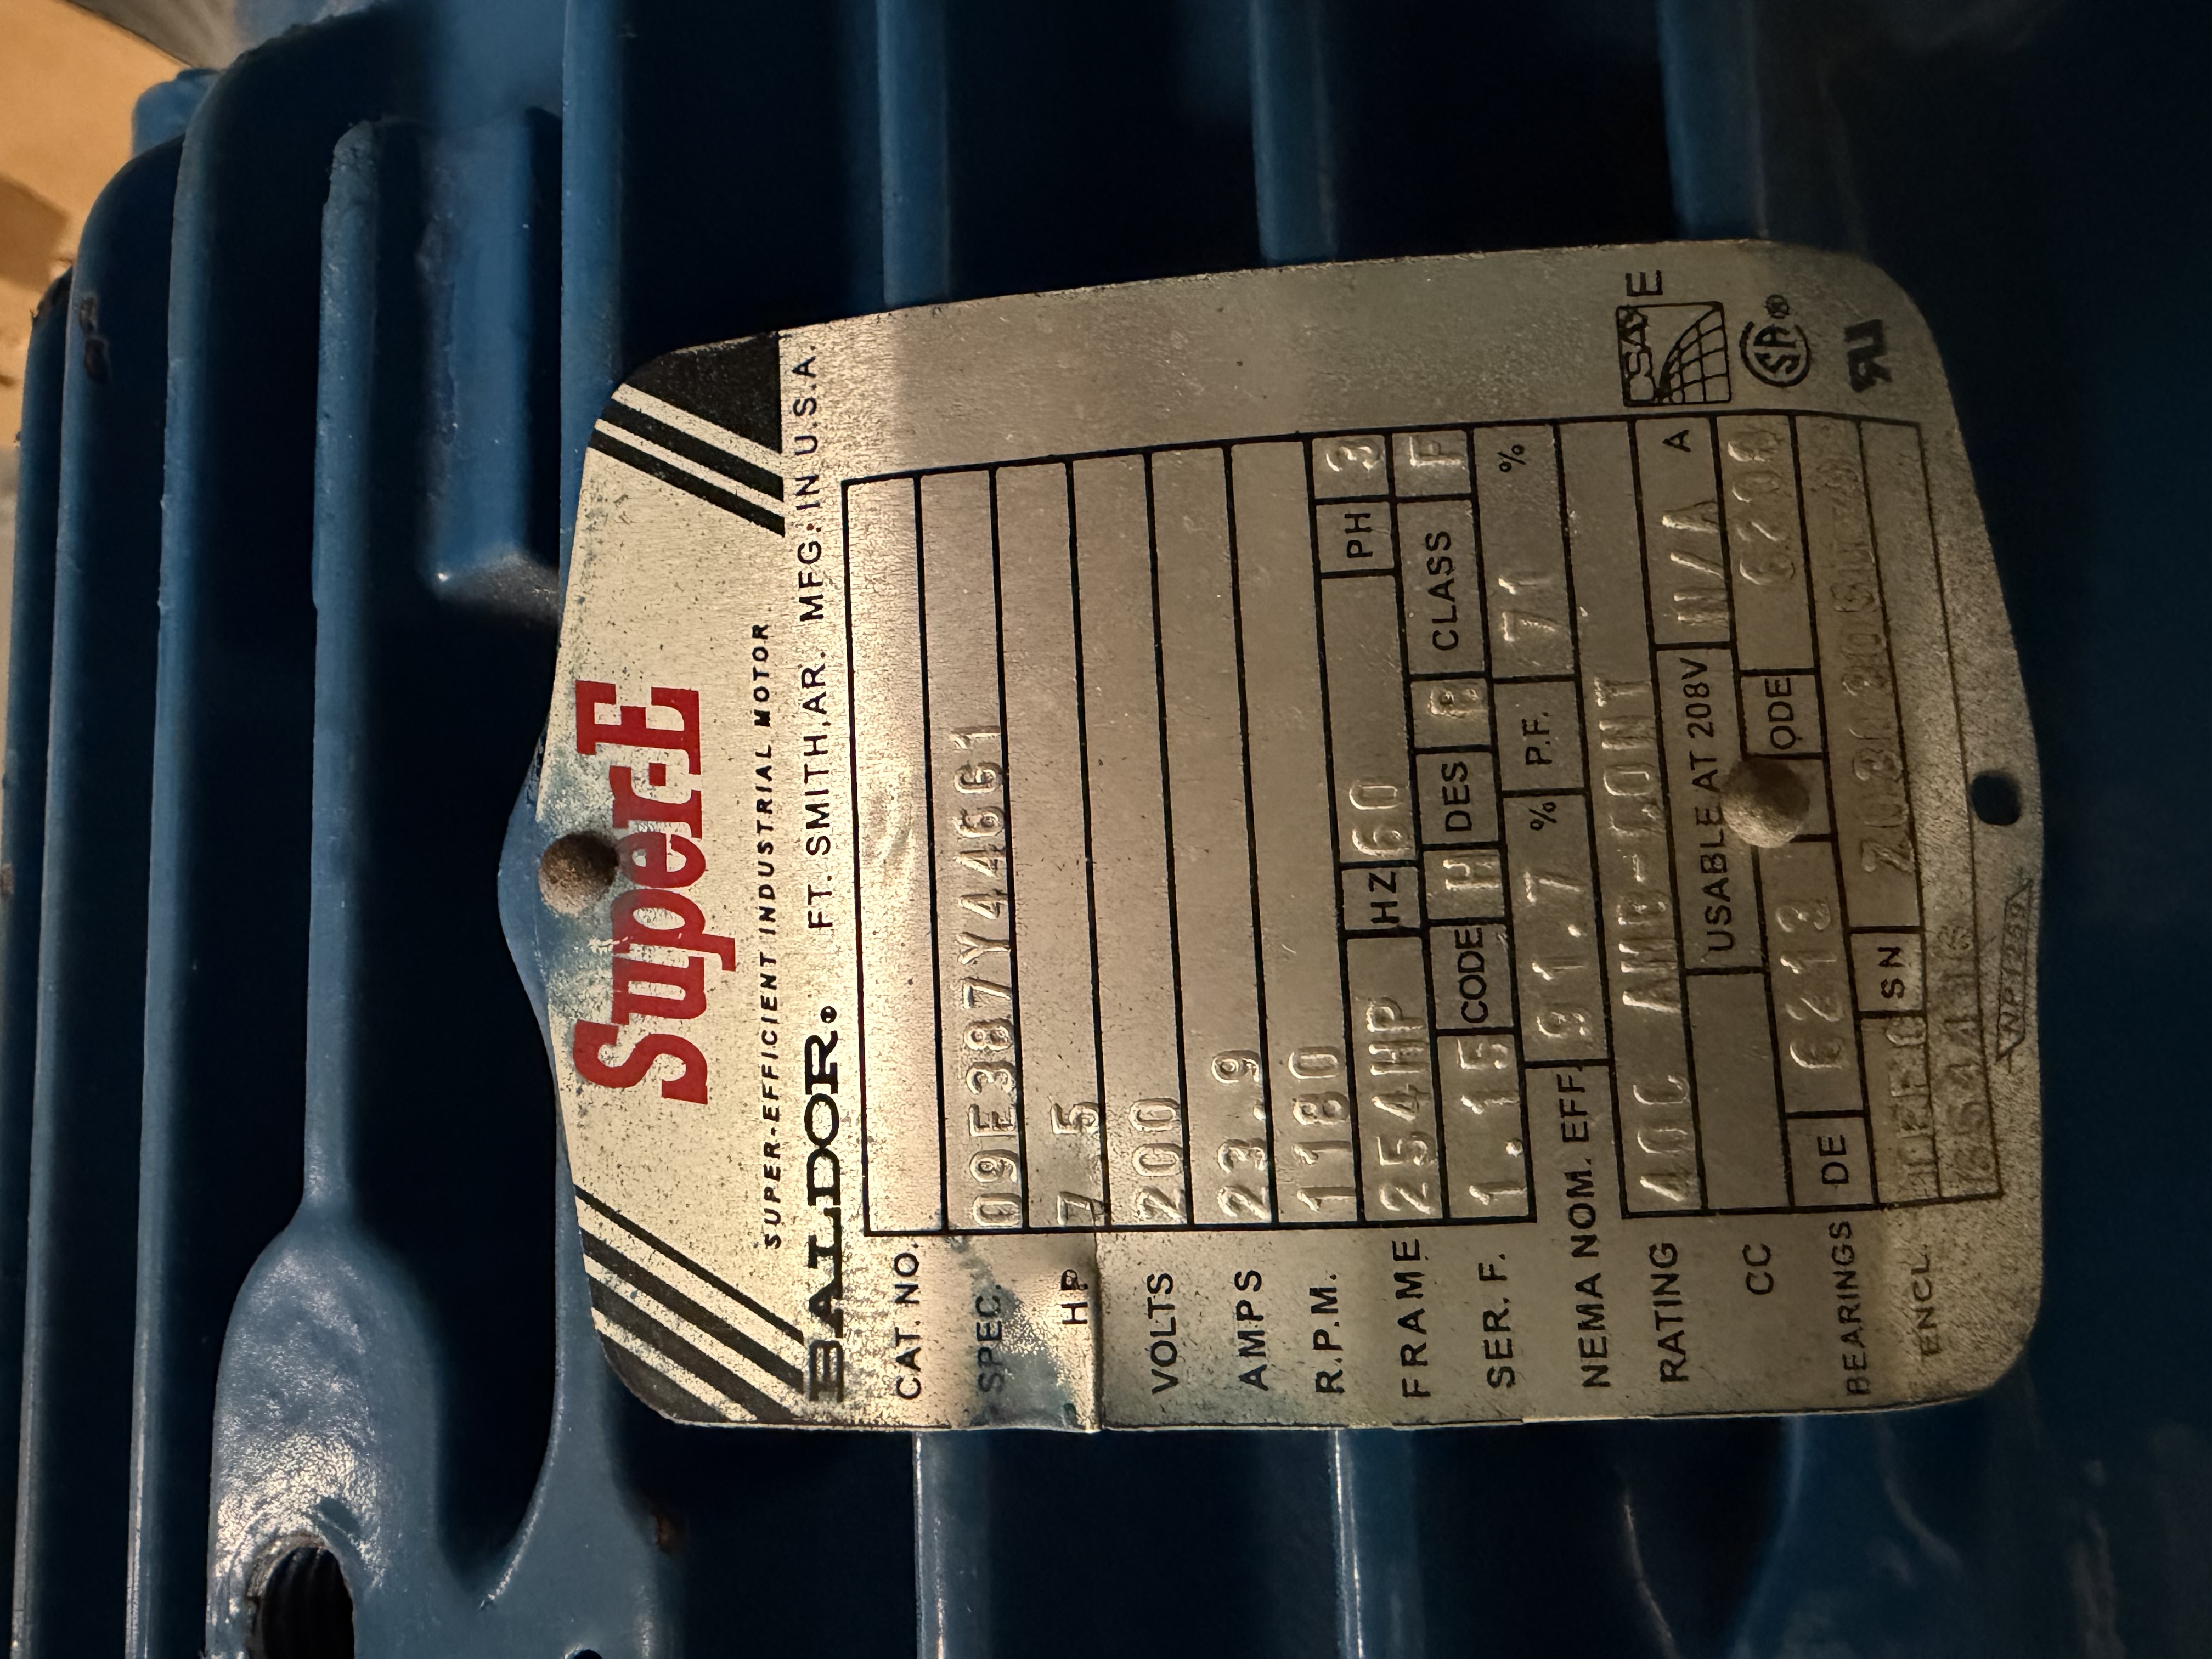 Super-E
SUPER-EFFICIENT INDUSTRIAL MOTOR
BALDOR. FT. SMITH, AR. MFG. IN U.S.A.
CAT. NO.
SPEC. 09E387Y446G1
HP 7.5
VOLTS 200
AMPS 23.9
R.P.M. 1180
FRAME 254HP HZ 60 PH 3
SER. F. 1.15 CODE H DES B CLASS F
NEMA NOM. EFF. 91.7 % P.F. 71 %
RATING 40C AMB-CONT
CC USABLE AT 208V N/A A
BEARINGS DE ODE
ENCL. SN
CSA E
SA ®